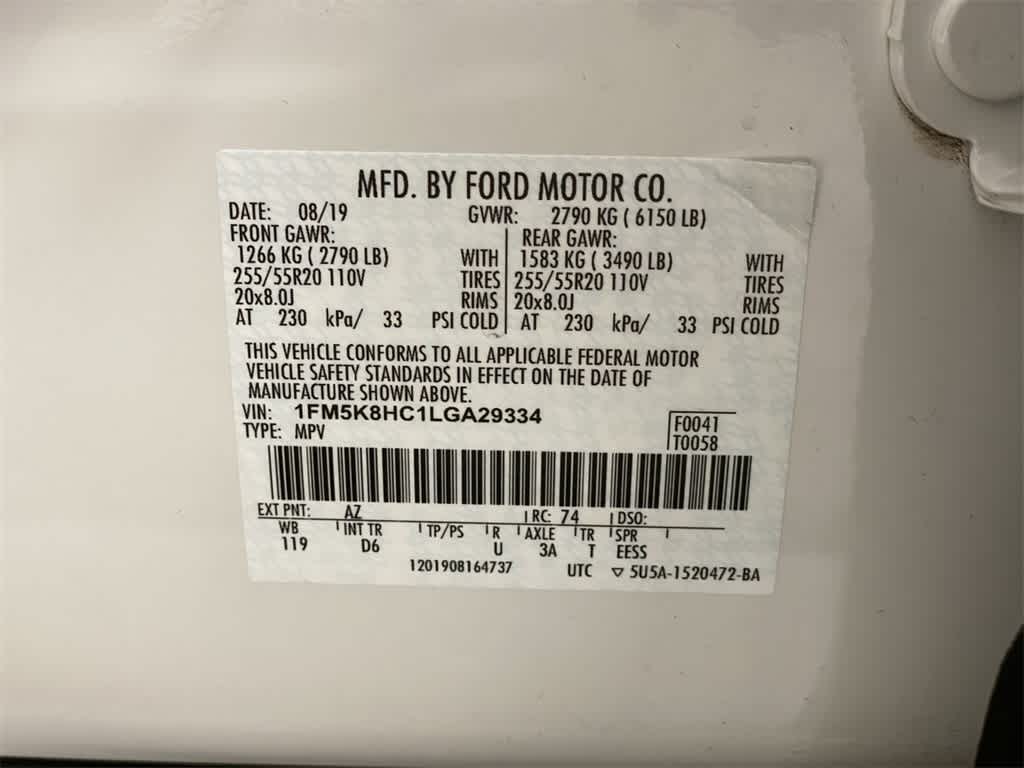 MFD. BY FORD MOTOR CO.
DATE: 08/19 GVWR: 2790 KG ( 6150 LB)
FRONT GAWR: REAR GAWR:
1266 KG ( 2790 LB) WITH 1583 KG ( 3490 LB) WITH
255/55R20 110V TIRES 255/55R20 110V TIRES
20x8.0J RIMS 20x8.0J RIMS
AT 230 kPa/ 33 PSI COLD AT 230 kPa/ 33 PSI COLD
THIS VEHICLE CONFORMS TO ALL APPLICABLE FEDERAL MOTOR
VEHICLE SAFETY STANDARDS IN EFFECT ON THE DATE OF
MANUFACTURE SHOWN ABOVE.
VIN: 1FM5K8HC1LGA29334 F0041
TYPE: MPV T0058
EXT PNT: AZ RC: 74 DSO:
WB INT TR TP/PS R AXLE TR SPR
119 D6 U 3A T EESS
1201908164737 UTC ▽ 5U5A-1520472-BA